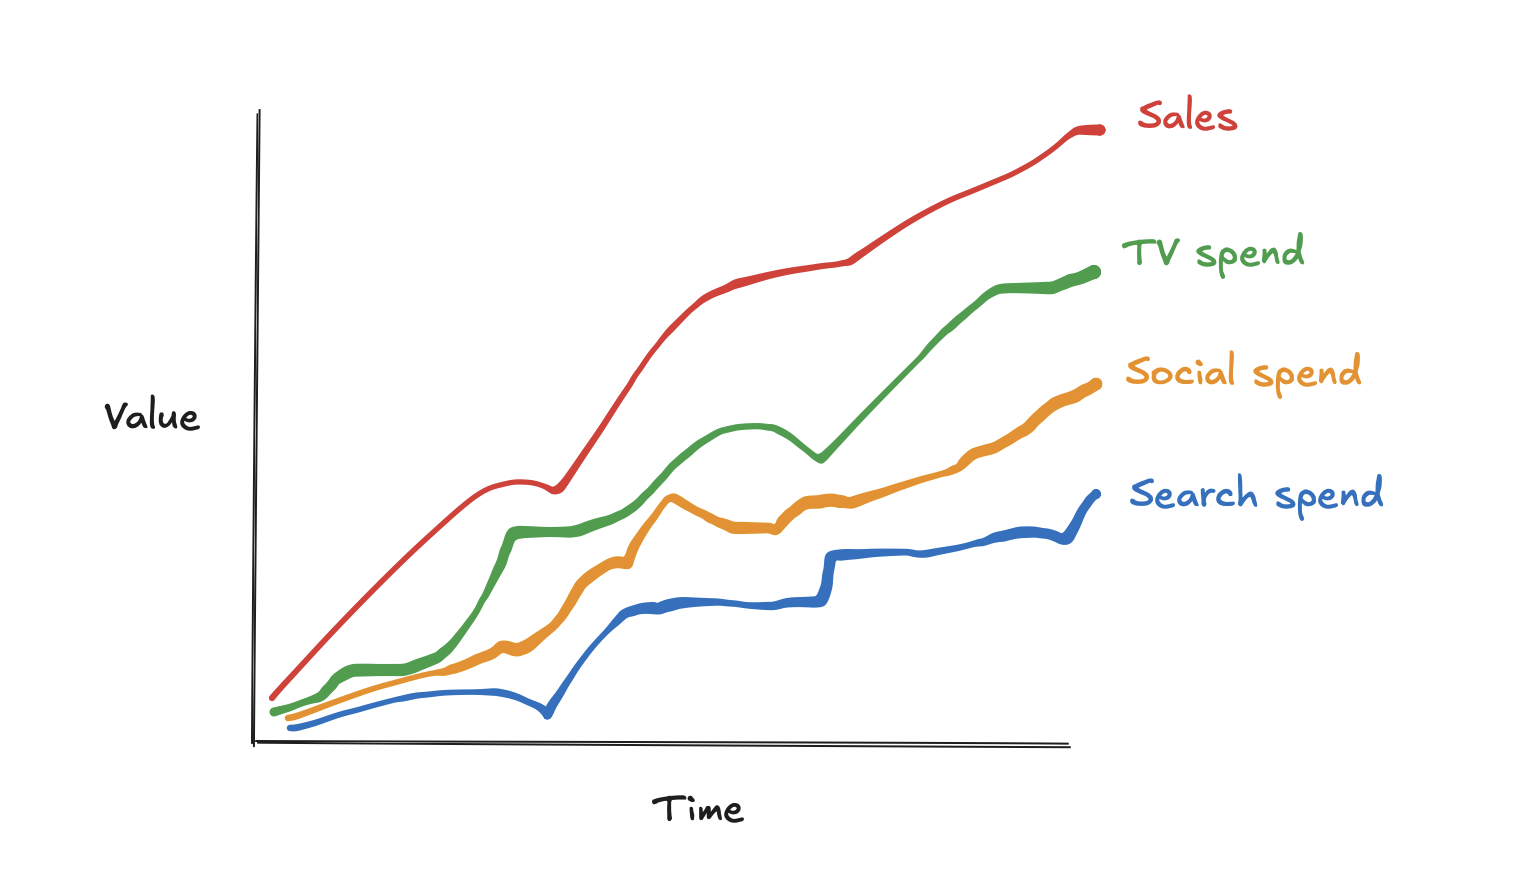 Sales
TV spend
Social spend
Value
Search spend
Time